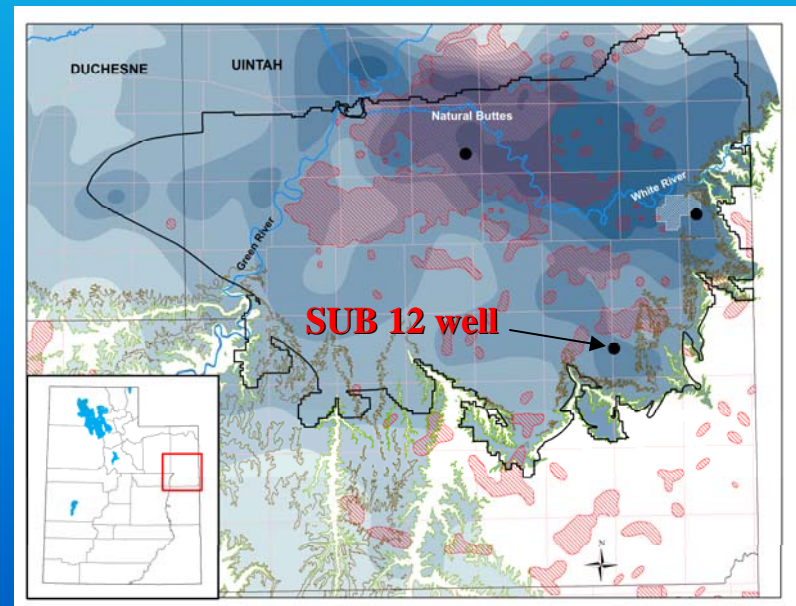 DUCHESNE
UINTAH
Natural Buttes
White River
Green River
SUB 12 well
N